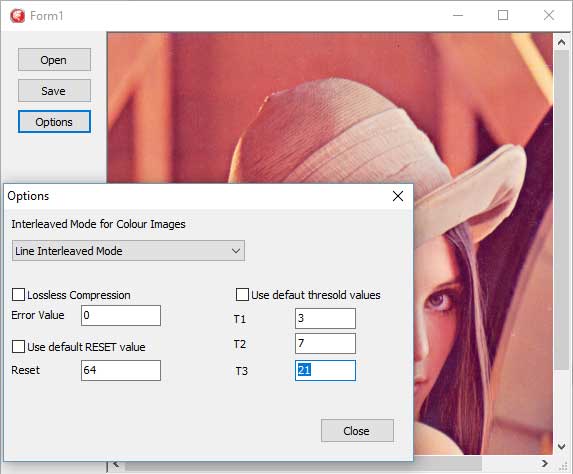 Form1
Open
Save
Options
Options
Interleaved Mode for Colour Images
Line Interleaved Mode
Lossless Compression
Error Value 0
Use default RESET value
Reset 64
Use defaut thresold values
T1 3
T2 7
T3 21
Close